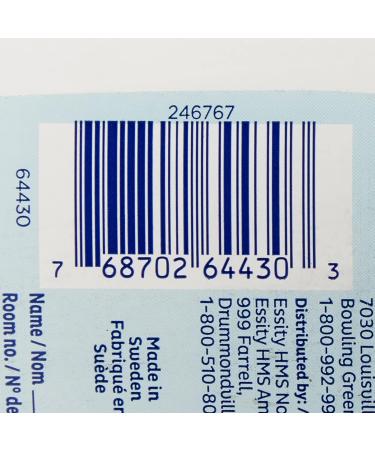 246767
64430
7 68702 64430 3
Name / Nom
Room no. / Nº de
Made in
Sweden
Fabriqué en
Suède
Distributed by:
Essity HMS No
Essity HMS Am
999 Farrell,
Drummondvill
1-800-510-80
7030 Louisvil
Bowling Green
1-800-992-99